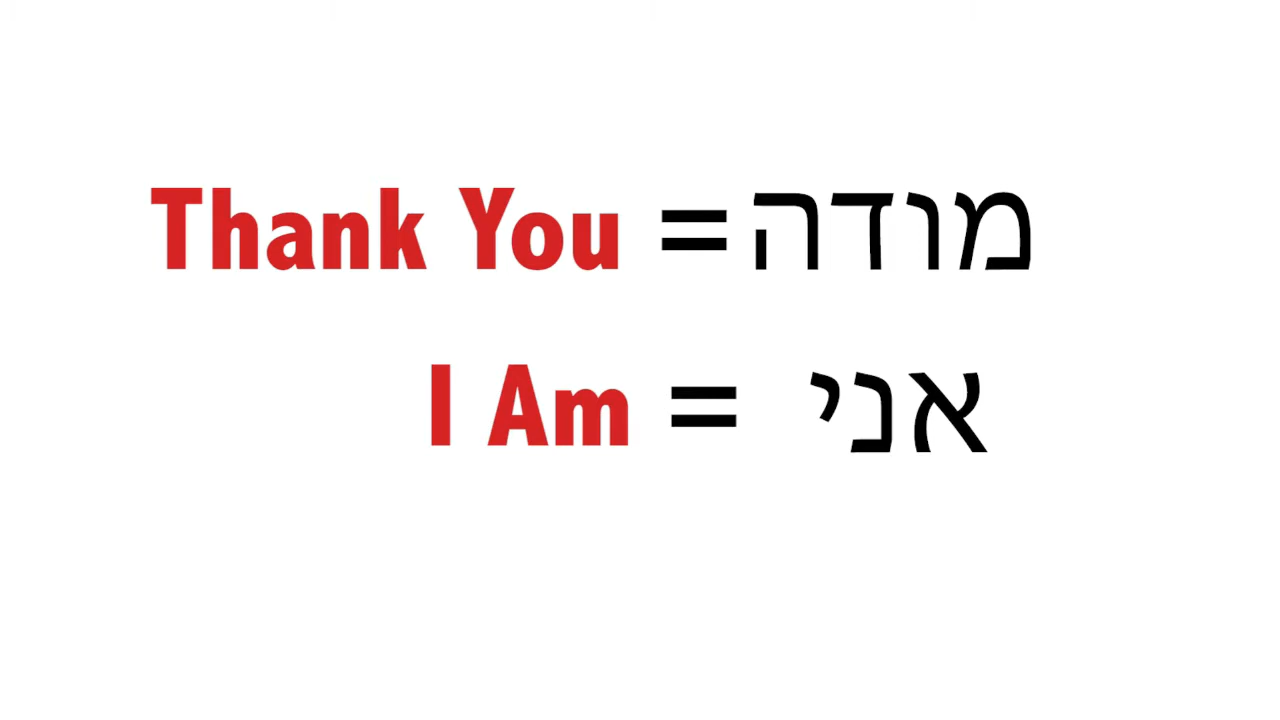 Thank You = מודה
I Am = אני